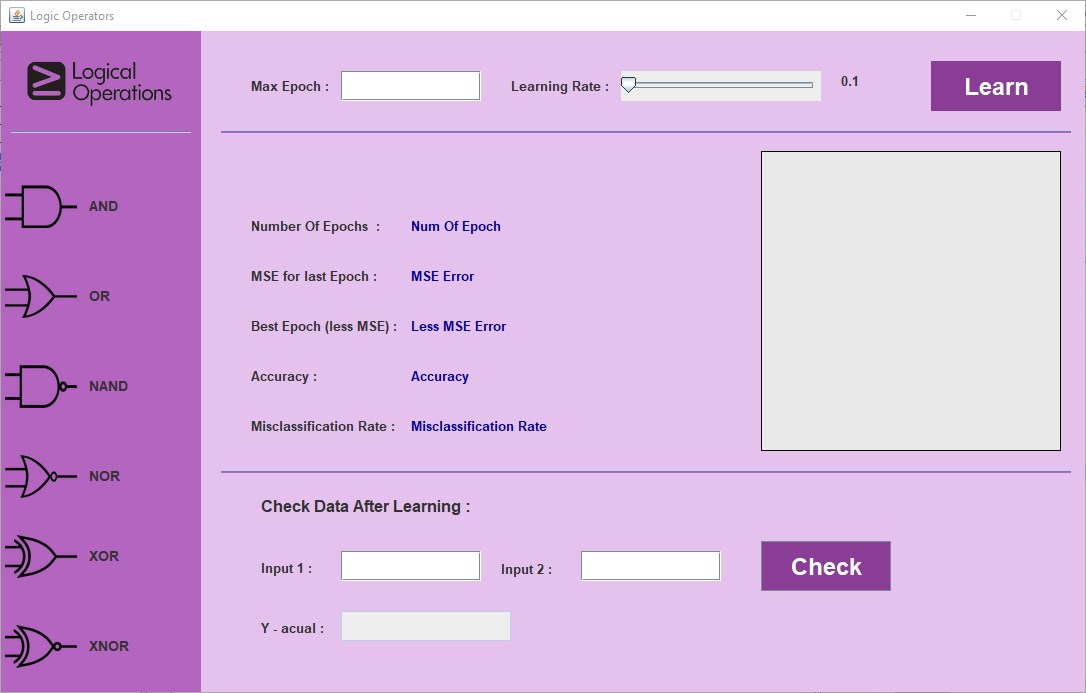 Logic Operators
Logical
Operations
AND
OR
NAND
NOR
XOR
XNOR
Max Epoch :
Learning Rate :
0.1
Learn
Number Of Epochs  :
Num Of Epoch
MSE for last Epoch :
MSE Error
Best Epoch (less MSE) :
Less MSE Error
Accuracy :
Accuracy
Misclassification Rate :
Misclassification Rate
Check Data After Learning :
Input 1 :
Input 2 :
Check
Y - acual :